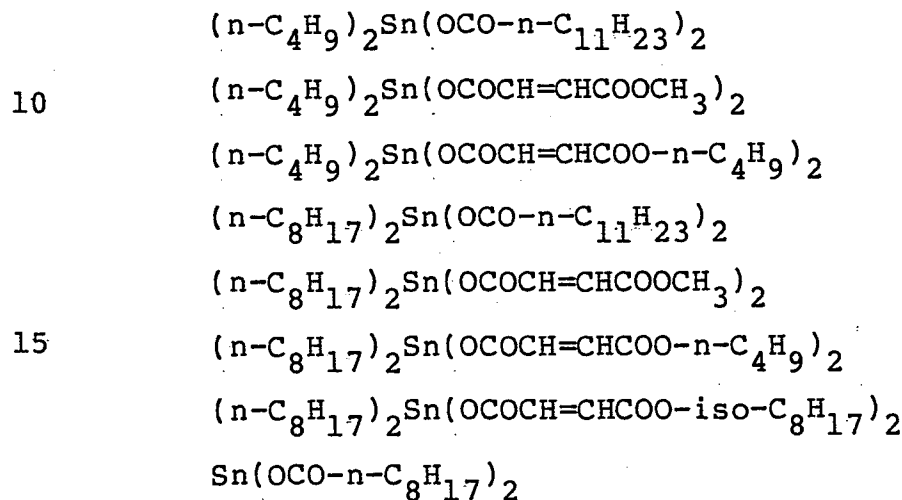 (n-C4H9)2Sn(OCO-n-C11H23)2
10 (n-C4H9)2Sn(OCOCH=CHCOOCH3)2
(n-C4H9)2Sn(OCOCH=CHCOO-n-C4H9)2
(n-C8H17)2Sn(OCO-n-C11H23)2
(n-C8H17)2Sn(OCOCH=CHCOOCH3)2
15 (n-C8H17)2Sn(OCOCH=CHCOO-n-C4H9)2
(n-C8H17)2Sn(OCOCH=CHCOO-iso-C8H17)2
Sn(OCO-n-C8H17)2